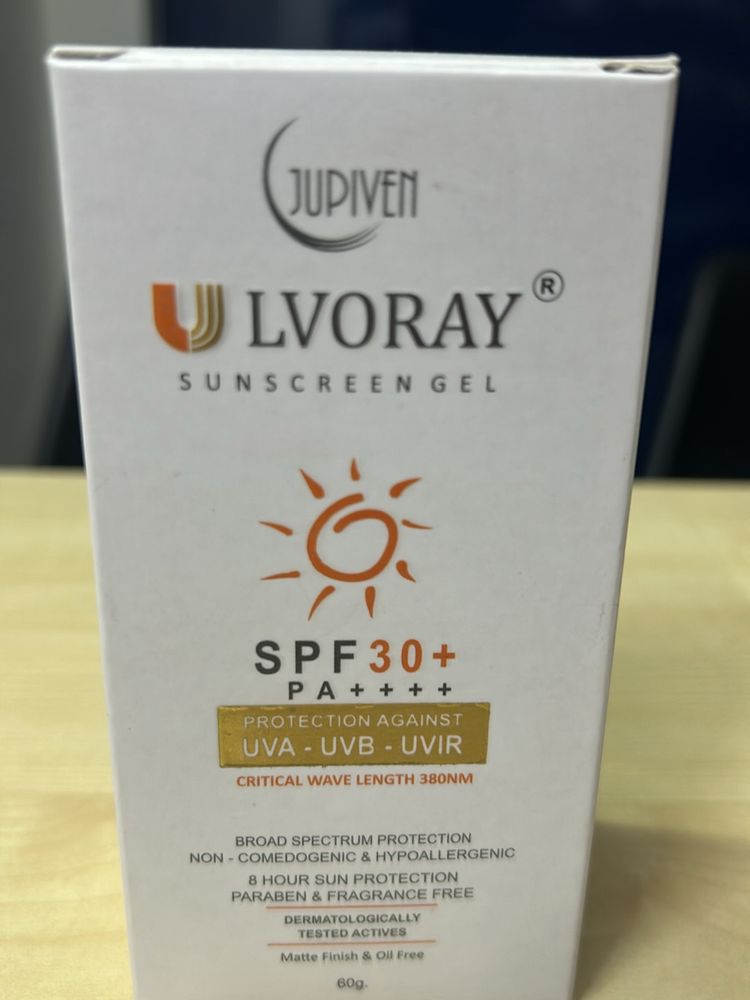 JUPIVEN
ULVORAY®
SUNSCREEN GEL
SPF 30+
PA++++
PROTECTION AGAINST
UVA - UVB - UVIR
CRITICAL WAVE LENGTH 380NM
BROAD SPECTRUM PROTECTION
NON - COMEDOGENIC & HYPOALLERGENIC
8 HOUR SUN PROTECTION
PARABEN & FRAGRANCE FREE
DERMATOLOGICALLY
TESTED ACTIVES
Matte Finish & Oil Free
60g.